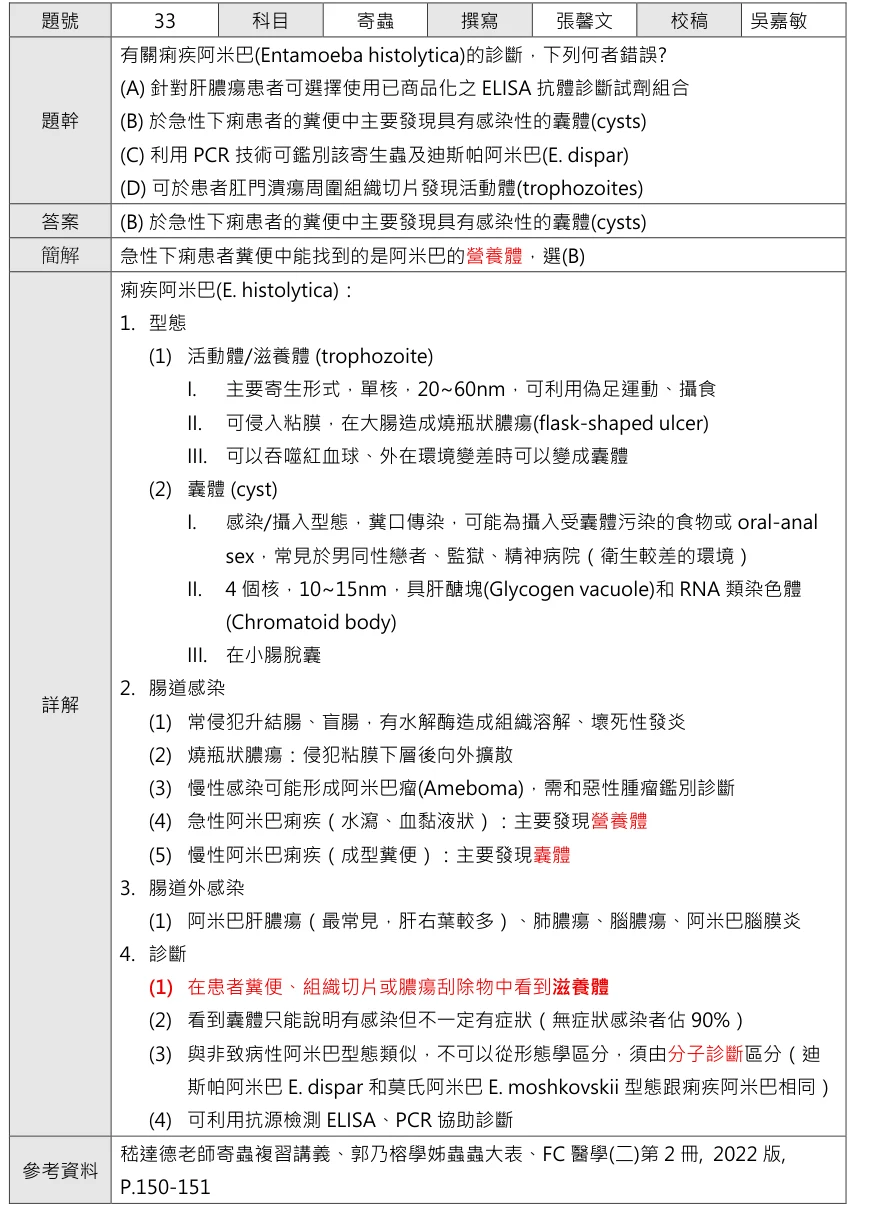 題號 33 科目 寄蟲 撰寫 張馨文 校稿 吳嘉敏
題幹
有關痢疾阿米巴(Entamoeba histolytica)的診斷，下列何者錯誤?
(A) 針對肝膿瘍患者可選擇使用已商品化之 ELISA 抗體診斷試劑組合
(B) 於急性下痢患者的糞便中主要發現具有感染性的囊體(cysts)
(C) 利用 PCR 技術可鑑別該寄生蟲及迪斯帕阿米巴(E. dispar)
(D) 可於患者肛門潰瘍周圍組織切片發現活動體(trophozoites)
答案 (B) 於急性下痢患者的糞便中主要發現具有感染性的囊體(cysts)
簡解 急性下痢患者糞便中能找到的是阿米巴的營養體，選(B)
詳解
痢疾阿米巴(E. histolytica)：
1. 型態
(1) 活動體/滋養體 (trophozoite)
I. 主要寄生形式，單核，20~60nm，可利用偽足運動、攝食
II. 可侵入粘膜，在大腸造成燒瓶狀膿瘍(flask-shaped ulcer)
III. 可以吞噬紅血球、外在環境變差時可以變成囊體
(2) 囊體 (cyst)
I. 感染/攝入型態，糞口傳染，可能為攝入受囊體污染的食物或 oral-anal
sex，常見於男同性戀者、監獄、精神病院（衛生較差的環境）
II. 4 個核，10~15nm，具肝醣塊(Glycogen vacuole)和 RNA 類染色體
(Chromatoid body)
III. 在小腸脫囊
2. 腸道感染
(1) 常侵犯升結腸、盲腸，有水解酶造成組織溶解、壞死性發炎
(2) 燒瓶狀膿瘍：侵犯粘膜下層後向外擴散
(3) 慢性感染可能形成阿米巴瘤(Ameboma)，需和惡性腫瘤鑑別診斷
(4) 急性阿米巴痢疾（水瀉、血黏液狀）：主要發現營養體
(5) 慢性阿米巴痢疾（成型糞便）：主要發現囊體
3. 腸道外感染
(1) 阿米巴肝膿瘍（最常見，肝右葉較多）、肺膿瘍、腦膿瘍、阿米巴腦膜炎
4. 診斷
(1) 在患者糞便、組織切片或膿瘍刮除物中看到滋養體
(2) 看到囊體只能說明有感染但不一定有症狀（無症狀感染者佔 90%）
(3) 與非致病性阿米巴型態類似，不可以從形態學區分，須由分子診斷區分（迪
斯帕阿米巴 E. dispar 和莫氏阿米巴 E. moshkovskii 型態跟痢疾阿米巴相同）
(4) 可利用抗源檢測 ELISA、PCR 協助診斷
參考資料
嵇達德老師寄蟲複習講義、郭乃榕學姊蟲蟲大表、FC 醫學(二)第 2 冊, 2022 版,
P.150-151